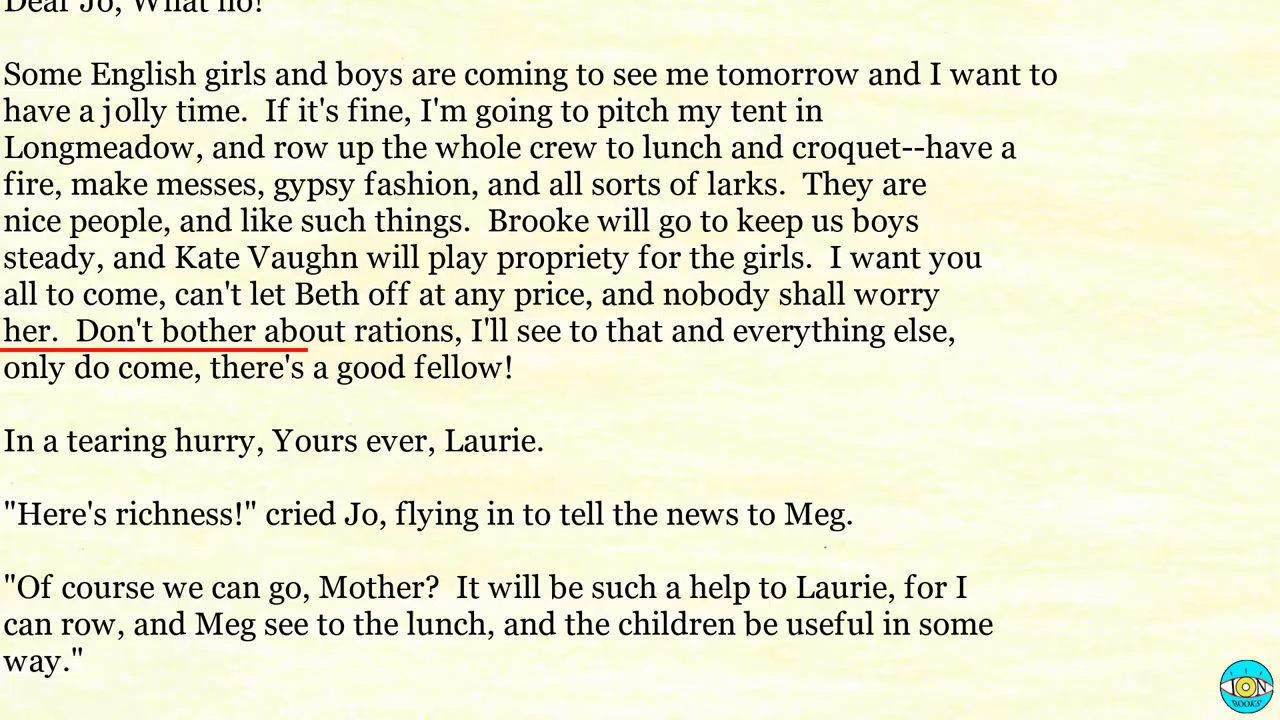 Dear Jo, What ho!
Some English girls and boys are coming to see me tomorrow and I want to
have a jolly time.  If it's fine, I'm going to pitch my tent in
Longmeadow, and row up the whole crew to lunch and croquet--have a
fire, make messes, gypsy fashion, and all sorts of larks.  They are
nice people, and like such things.  Brooke will go to keep us boys
steady, and Kate Vaughn will play propriety for the girls.  I want you
all to come, can't let Beth off at any price, and nobody shall worry
her.  Don't bother about rations, I'll see to that and everything else,
only do come, there's a good fellow!
In a tearing hurry, Yours ever, Laurie.
"Here's richness!" cried Jo, flying in to tell the news to Meg.
"Of course we can go, Mother?  It will be such a help to Laurie, for I
can row, and Meg see to the lunch, and the children be useful in some
way."
ION
BOOKS